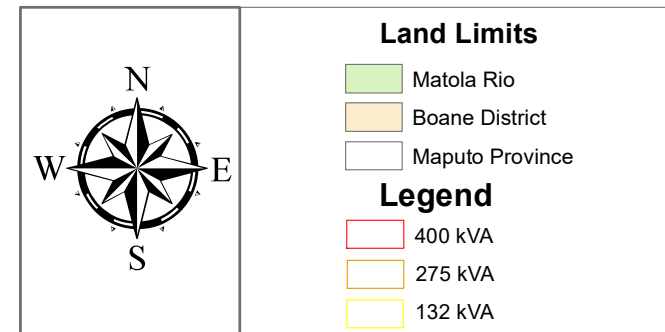 N
W
E
S
Land Limits
Matola Rio
Boane District
Maputo Province
Legend
400 kVA
275 kVA
132 kVA